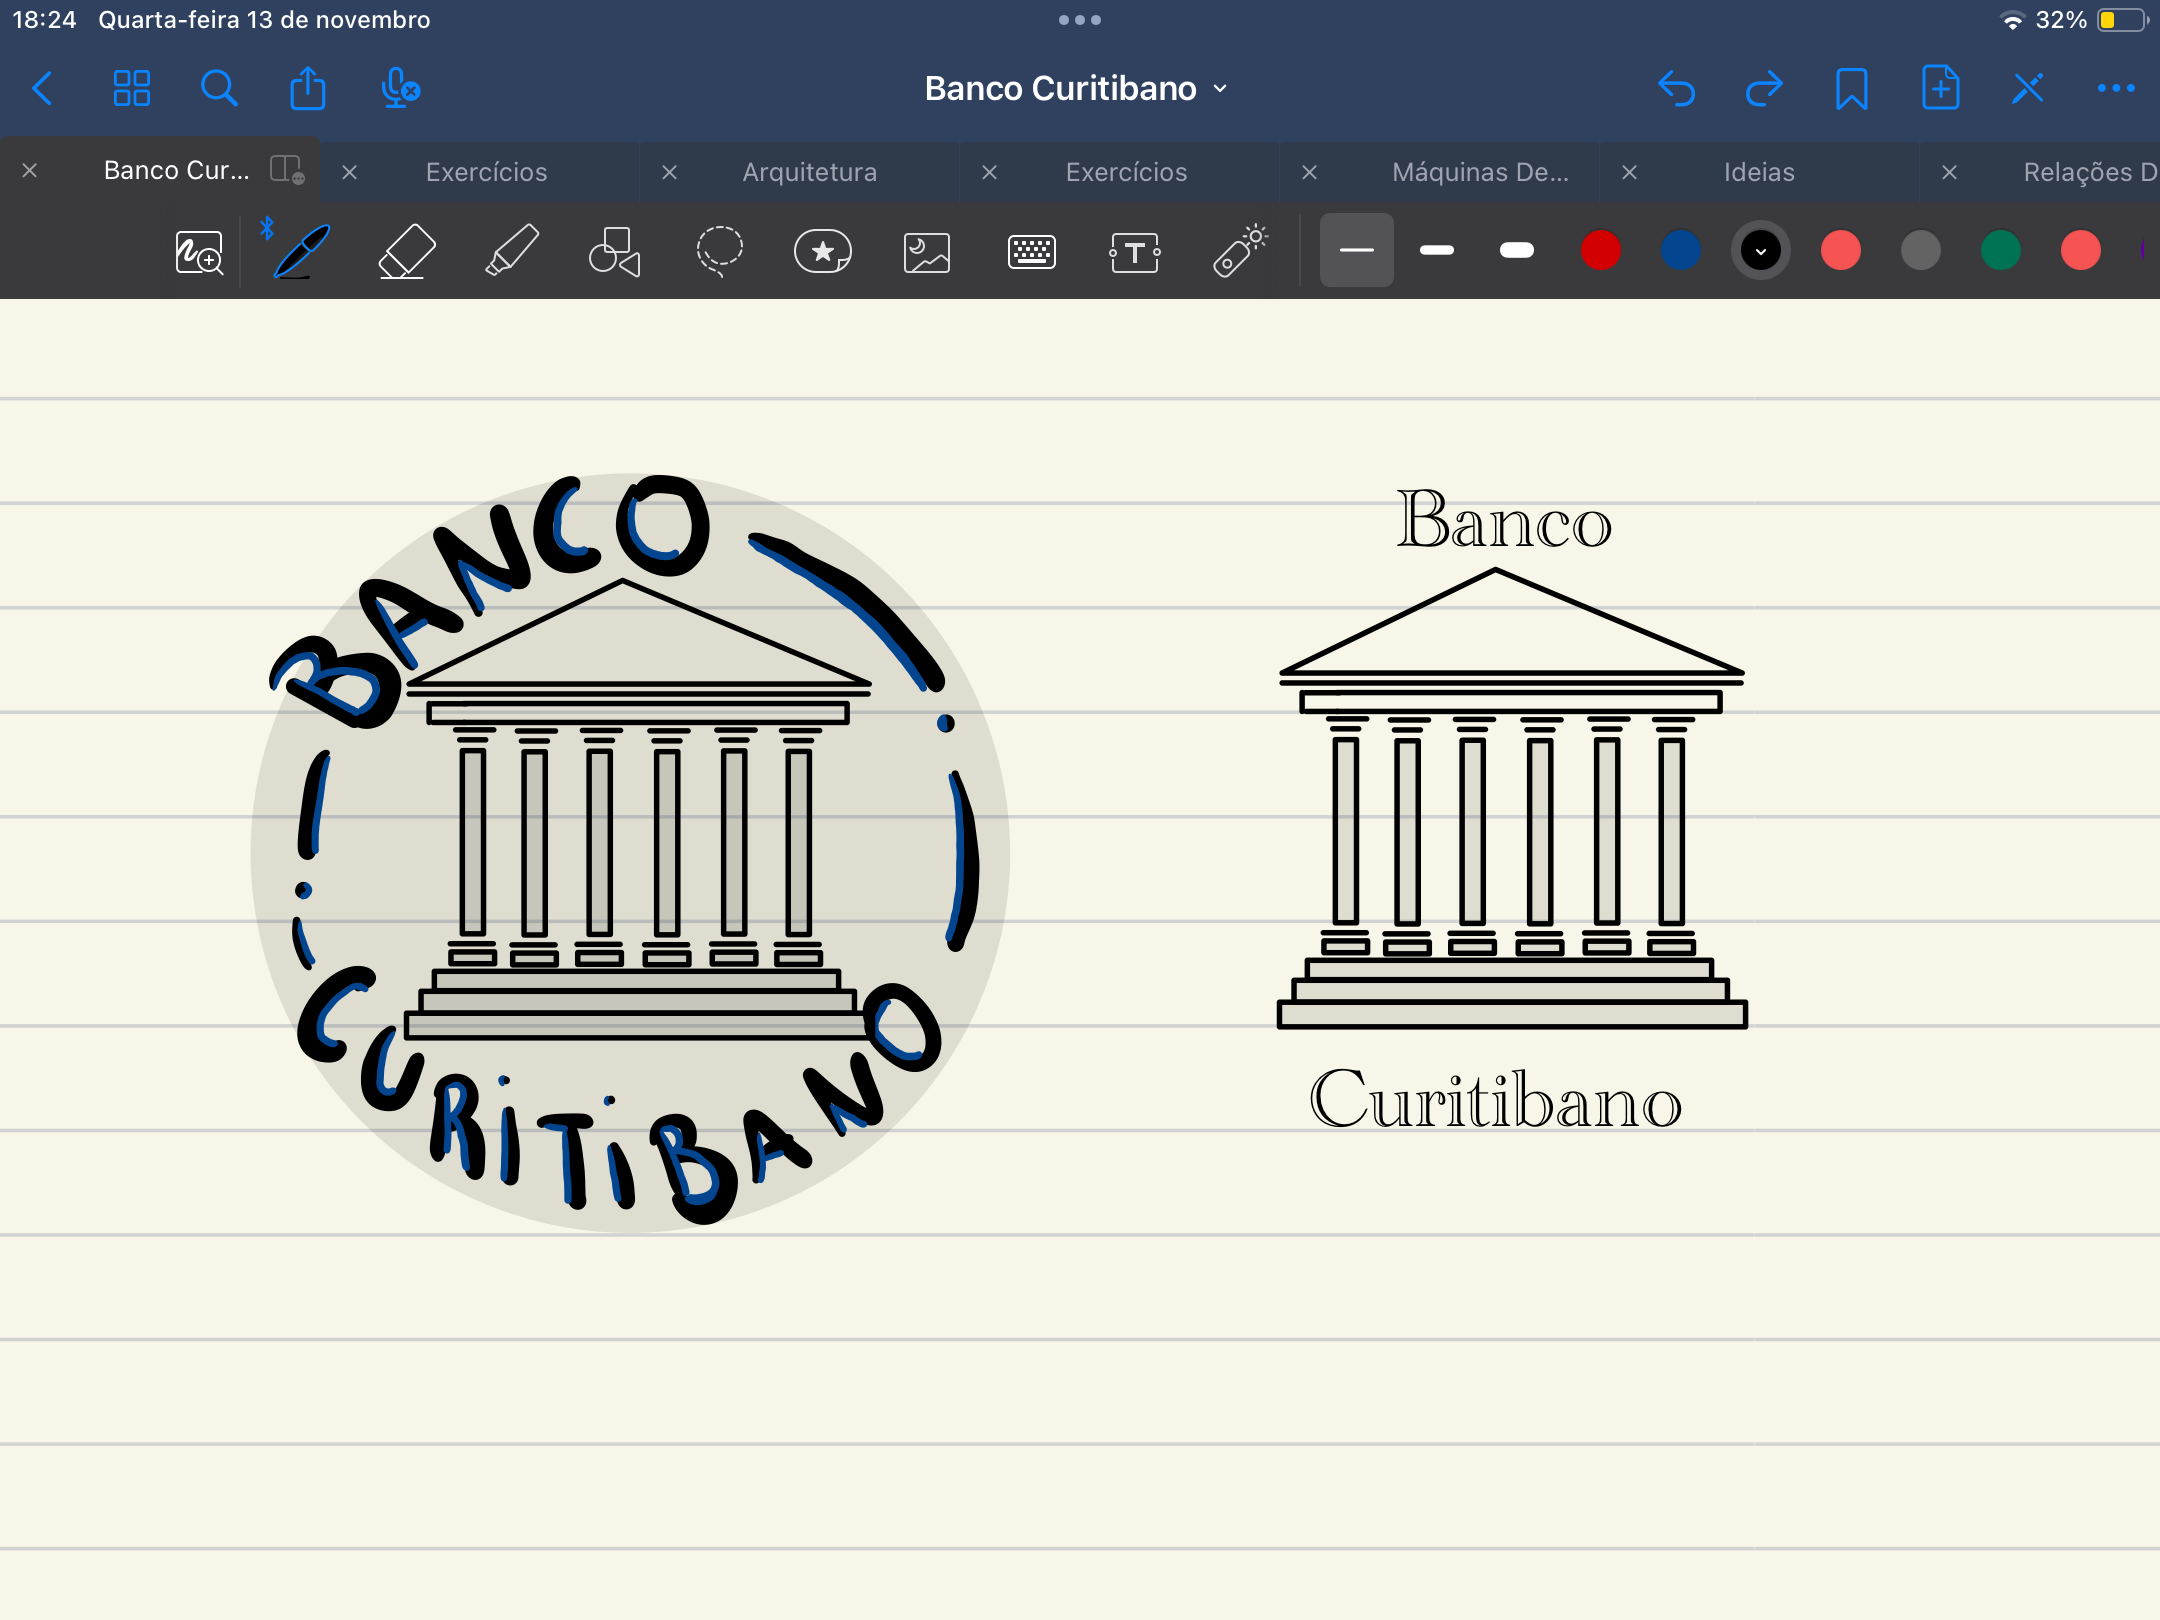 18:24 Quarta-feira 13 de novembro
32%
Banco Curitibano
Banco Cur...
Exercícios
Arquitetura
Exercícios
Máquinas De...
Ideias
Relações D
T
BANCO
CURiTiBANO
Banco
Curitibano